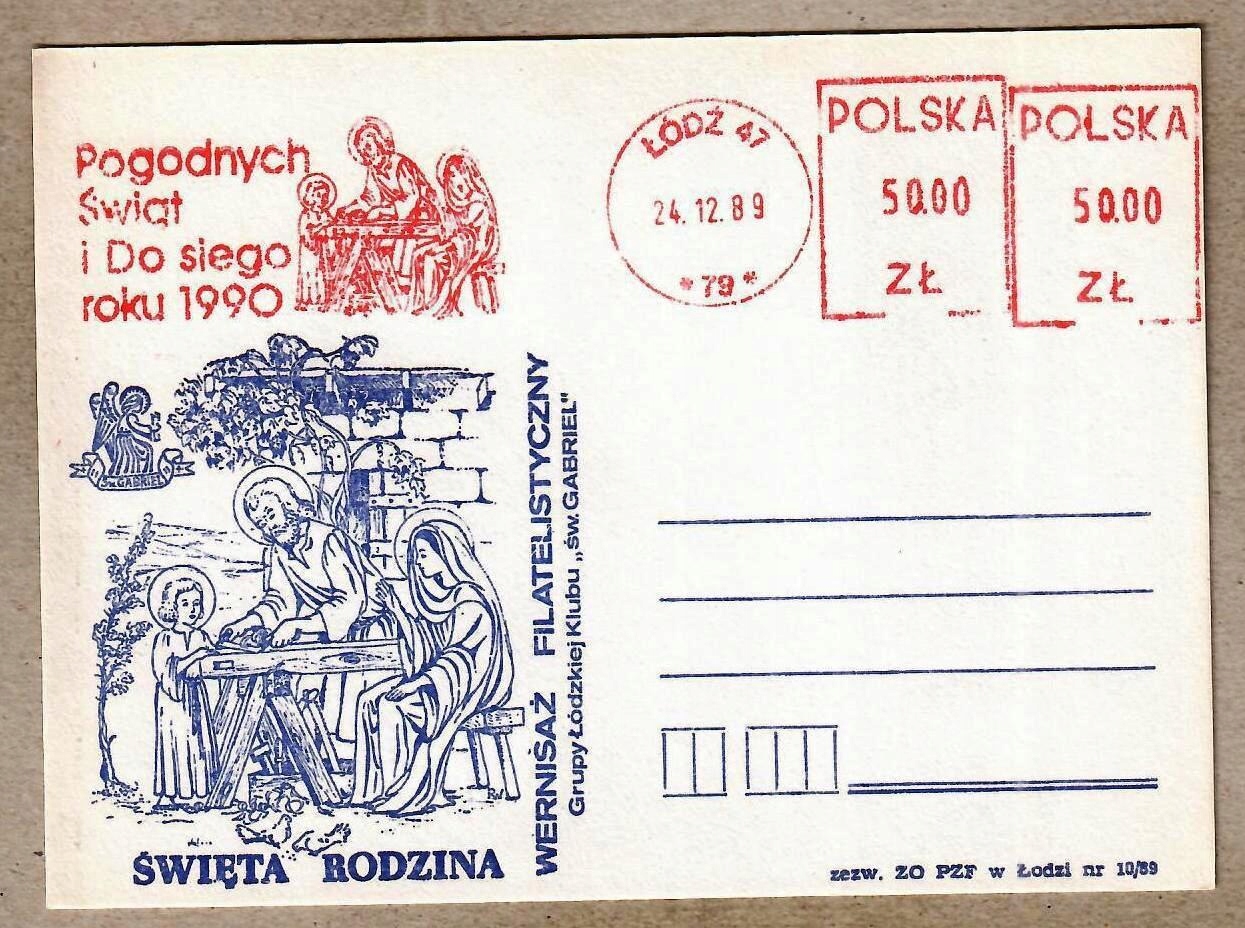 Pogodnych
Świąt
i Do siego
roku 1990
ŁÓDŹ 47
24.12.89
*79*
POLSKA
50.00
ZŁ
POLSKA
50.00
ZŁ
ŚW. GABRIEL
WERNISAŻ FILATELISTYCZNY
Grupy Łódzkiej Klubu „ŚW. GABRIEL"
ŚWIĘTA RODZINA
zezw. ZO PZF w Łodzi nr 10/89